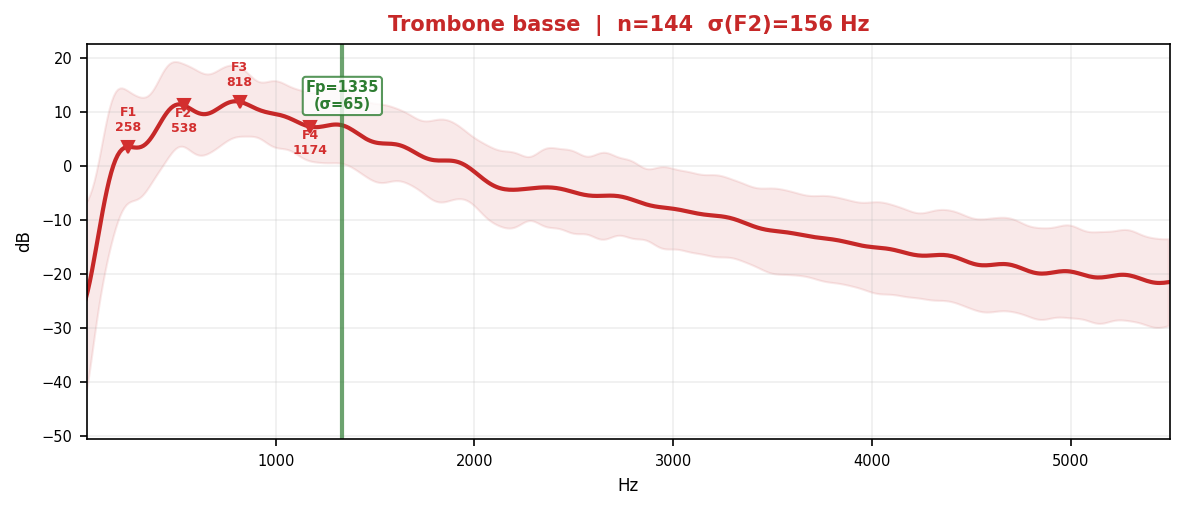 Trombone basse | n=144 σ(F2)=156 Hz
20
10
0
−10
−20
−30
−40
−50
dB
F1
258
F2
538
F3
818
F4
1174
Fp=1335
(σ=65)
1000
2000
3000
4000
5000
Hz